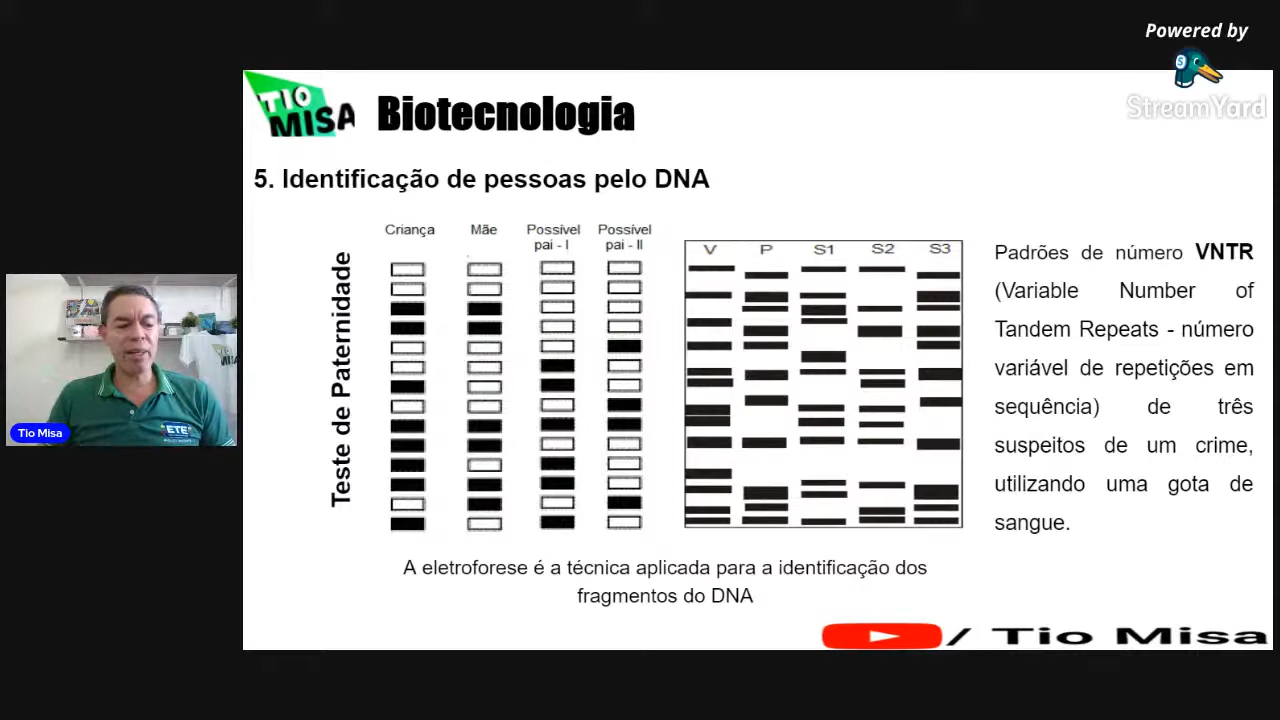 Powered by
StreamYard
TIO
MISA
Biotecnologia
5. Identificação de pessoas pelo DNA
Teste de Paternidade
Criança
Mãe
Possível
pai - I
Possível
pai - II
V P S1 S2 S3
Padrões de número VNTR
(Variable Number of
Tandem Repeats - número
variável de repetições em
sequência) de três
suspeitos de um crime,
utilizando uma gota de
sangue.
A eletroforese é a técnica aplicada para a identificação dos
fragmentos do DNA
/ Tio Misa
Tio Misa
ETE